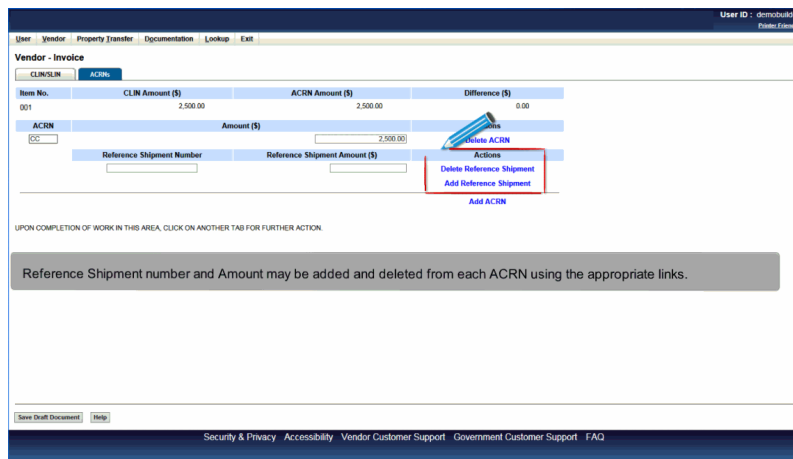 User ID : demobuild
Printer Frien
User Vendor Property Transfer Documentation Lookup Exit
Vendor - Invoice
CLIN/SLIN ACRNs
Item No. CLIN Amount ($) ACRN Amount ($) Difference ($)
001 2,500.00 2,500.00 0.00
ACRN Amount ($) ons
CC 2,500.00 Delete ACRN
Reference Shipment Number Reference Shipment Amount ($) Actions
Delete Reference Shipment
Add Reference Shipment
Add ACRN
UPON COMPLETION OF WORK IN THIS AREA, CLICK ON ANOTHER TAB FOR FURTHER ACTION.
Reference Shipment number and Amount may be added and deleted from each ACRN using the appropriate links.
Save Draft Document Help
Security & Privacy Accessibility Vendor Customer Support Government Customer Support FAQ